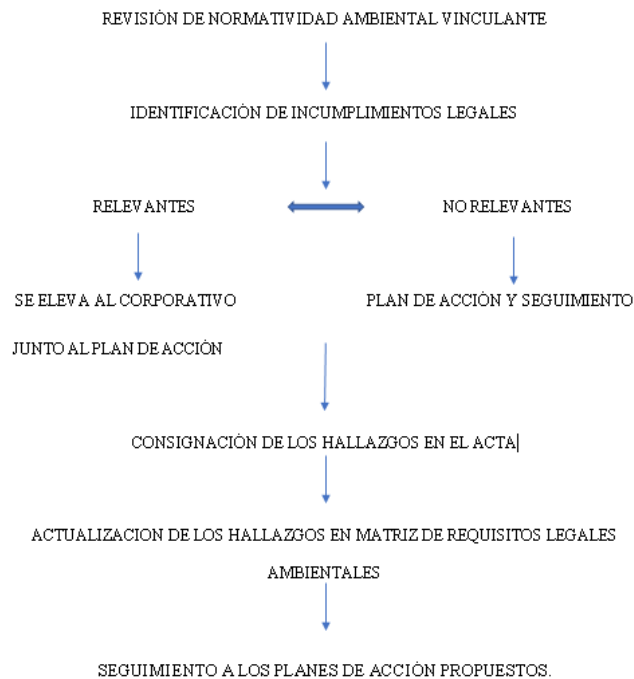 REVISIÓN DE NORMATIVIDAD AMBIENTAL VINCULANTE
IDENTIFICACIÓN DE INCUMPLIMIENTOS LEGALES
RELEVANTES
NO RELEVANTES
SE ELEVA AL CORPORATIVO
PLAN DE ACCIÓN Y SEGUIMIENTO
JUNTO AL PLAN DE ACCIÓN
CONSIGNACIÓN DE LOS HALLAZGOS EN EL ACTA
ACTUALIZACION DE LOS HALLAZGOS EN MATRIZ DE REQUISITOS LEGALES
AMBIENTALES
SEGUIMIENTO A LOS PLANES DE ACCIÓN PROPUESTOS.